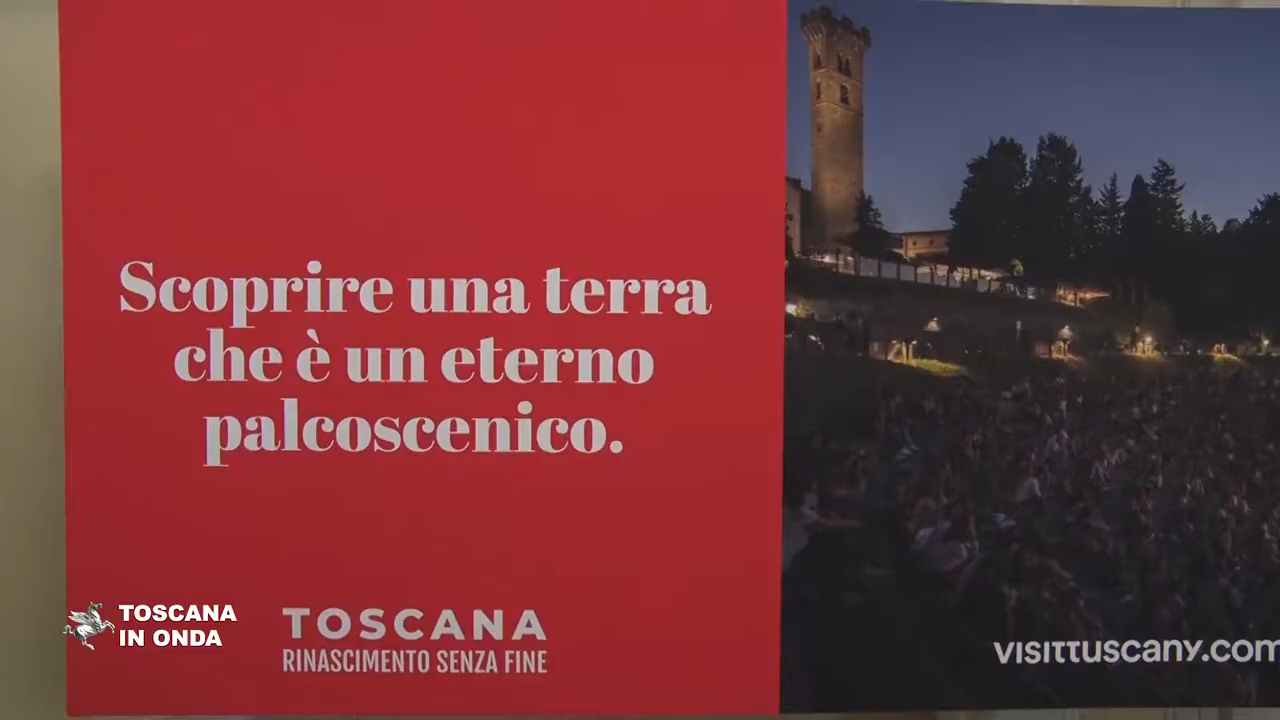 Scoprire una terra
che è un eterno
palcoscenico.
TOSCANA
IN ONDA
TOSCANA
RINASCIMENTO SENZA FINE
visittuscany.com